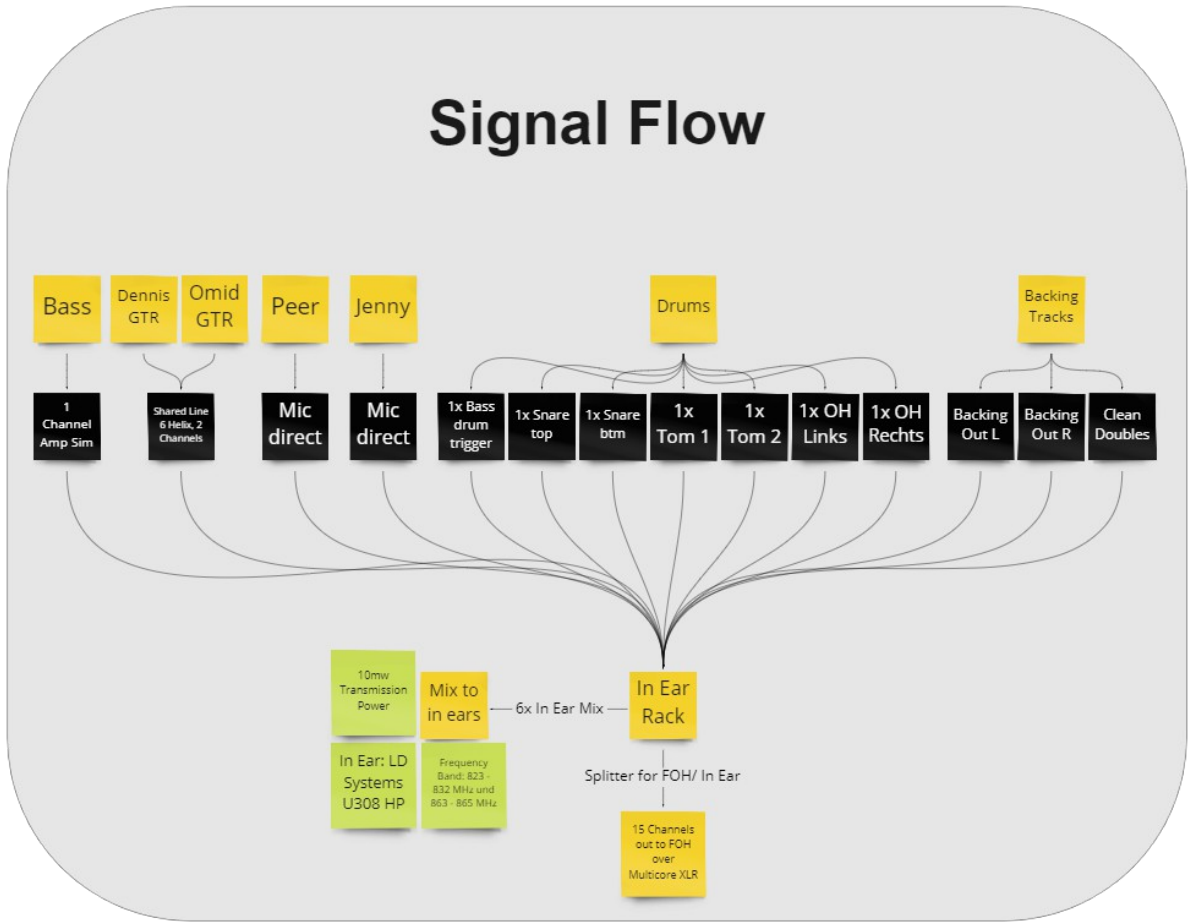 Signal Flow
Bass
Dennis
GTR
Omid
GTR
Peer
Jenny
Drums
Backing
Tracks
1
Channel
Amp Sim
Shared Line
6 Helix, 2
Channels
Mic
direct
Mic
direct
1x Bass
drum
trigger
1x Snare
top
1x Snare
btm
1x
Tom 1
1x
Tom 2
1x OH
Links
1x OH
Rechts
Backing
Out L
Backing
Out R
Clean
Doubles
10mw
Transmission
Power
Mix to
in ears
6x In Ear Mix
In Ear
Rack
In Ear: LD
Systems
U308 HP
Frequency
Band: 823 -
832 MHz und
863 - 865 MHz
Splitter for FOH/ In Ear
15 Channels
out to FOH
over
Multicore XLR